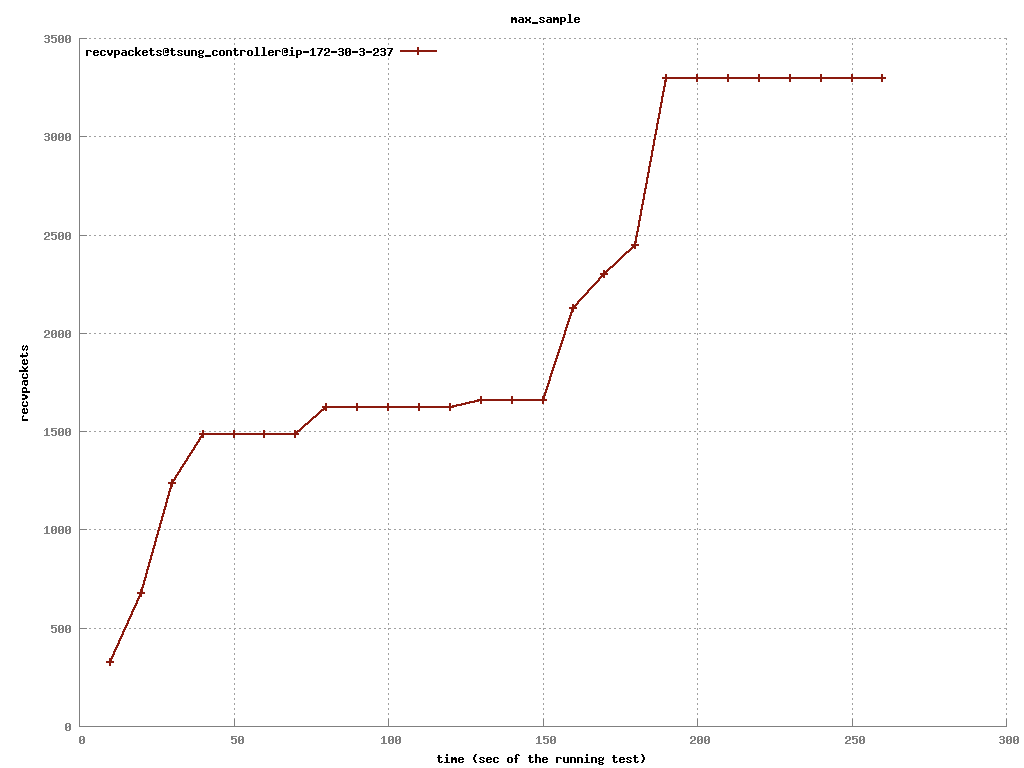 max_sample
3500
recvpackets@tsung_controller@ip-172-30-3-237
3000
2500
2000
recvpackets
1500
1000
500
0
0 50 100 150 200 250 300
time (sec of the running test)